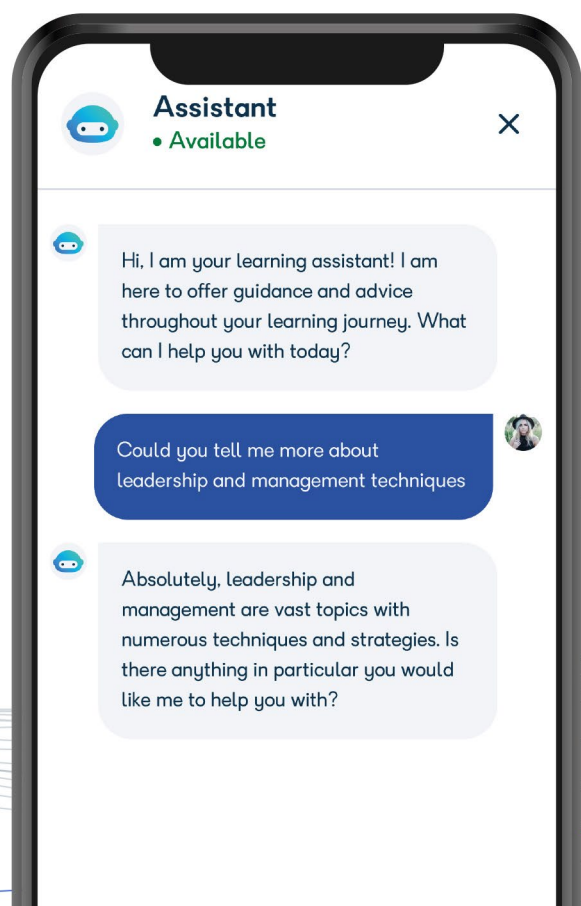 Assistant
• Available
Hi, I am your learning assistant! I am
here to offer guidance and advice
throughout your learning journey. What
can I help you with today?
Could you tell me more about
leadership and management techniques
Absolutely, leadership and
management are vast topics with
numerous techniques and strategies. Is
there anything in particular you would
like me to help you with?